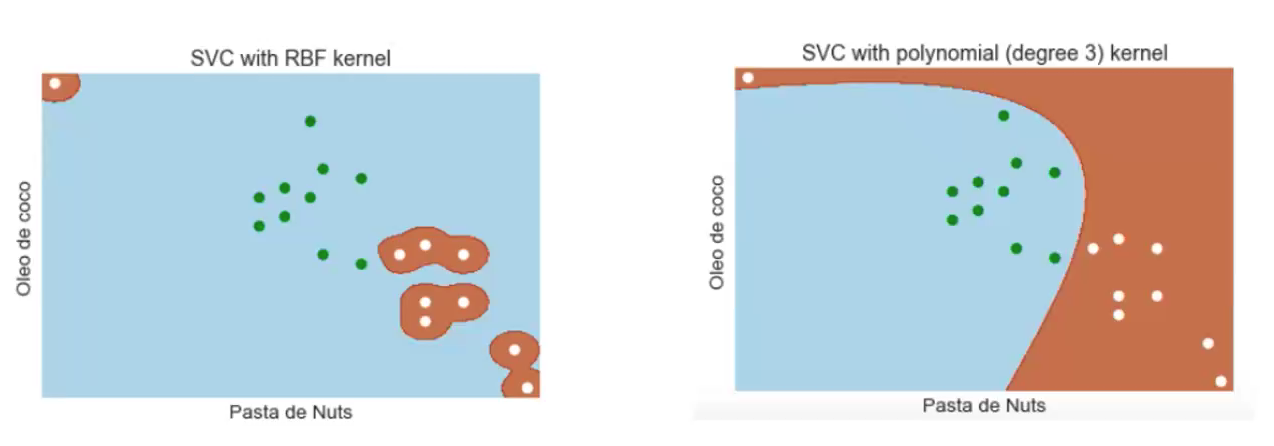 SVC with RBF kernel
Oleo de coco
Pasta de Nuts
SVC with polynomial (degree 3) kernel
Oleo de coco
Pasta de Nuts